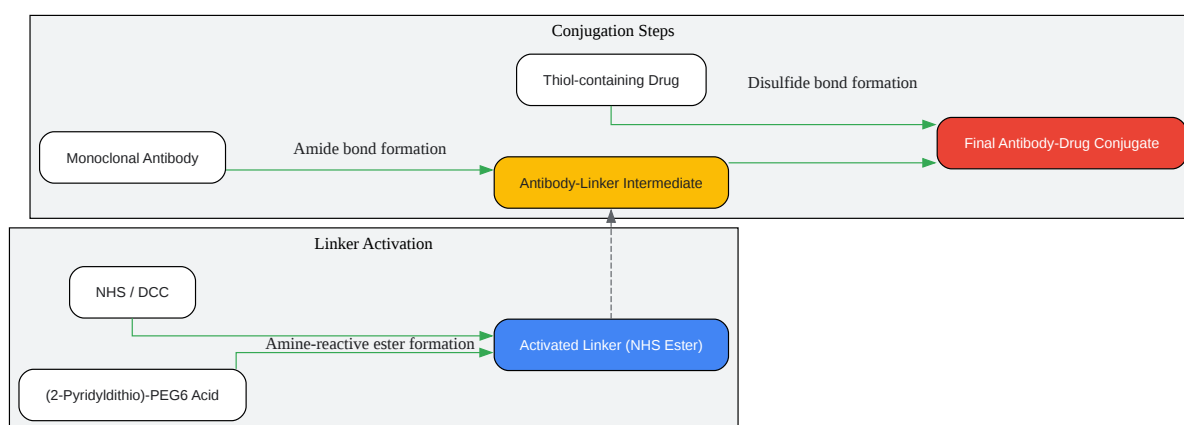 Conjugation Steps
Thiol-containing Drug
Disulfide bond formation
Final Antibody-Drug Conjugate
Monoclonal Antibody
Amide bond formation
Antibody-Linker Intermediate
Linker Activation
NHS / DCC
Amine-reactive ester formation
Activated Linker (NHS Ester)
(2-Pyridyldithio)-PEG6 Acid